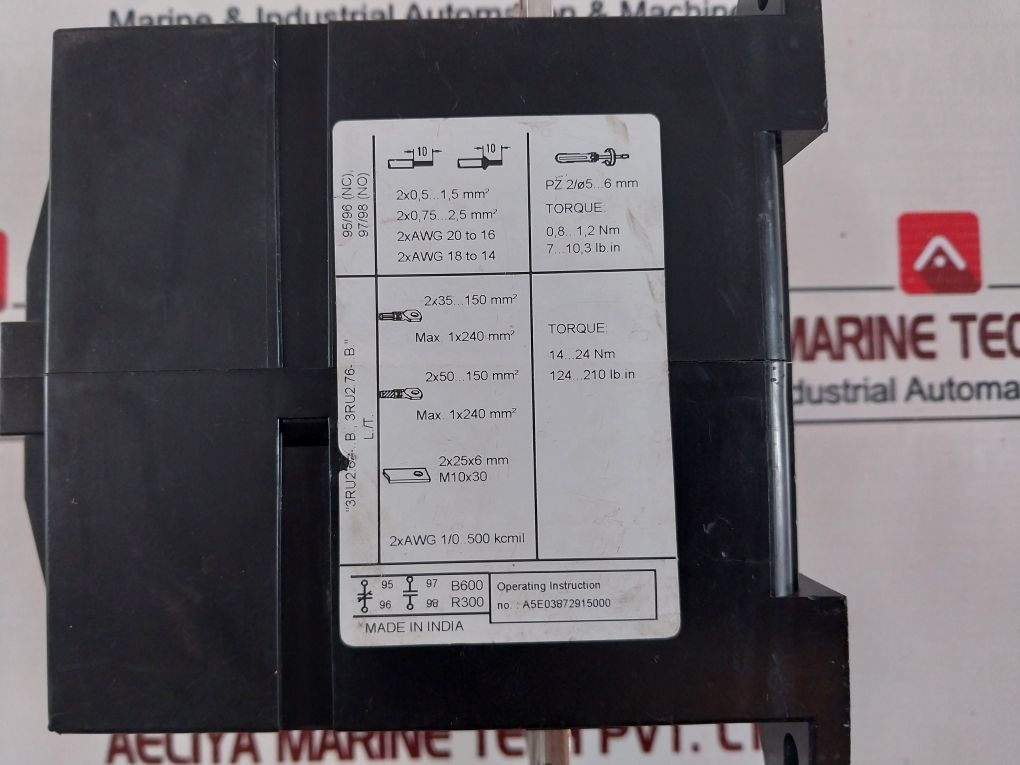 Marine & Industrial Automation & Machine
95/96 (NC),
97/98 (NO)
10
10
2x0,5...1,5 mm²
2x0,75...2,5 mm²
2xAWG 20 to 16
2xAWG 18 to 14
PZ 2/ø5...6 mm
TORQUE:
0,8...1,2 Nm
7...10,3 lb.in
B", 3RU2.76- B."
L./T.
2x35...150 mm²
Max. 1x240 mm²
2x50...150 mm²
Max. 1x240 mm²
2x25x6 mm
M10x30
2xAWG 1/0..500 kcmil
TORQUE:
14...24 Nm
124...210 lb.in
95
96
97
98
B600
R300
Operating Instruction
no. : A5E03872915000
MADE IN INDIA
MARINE TEC
dustrial Automa
AELIYA MARINE TECH PVT. LT